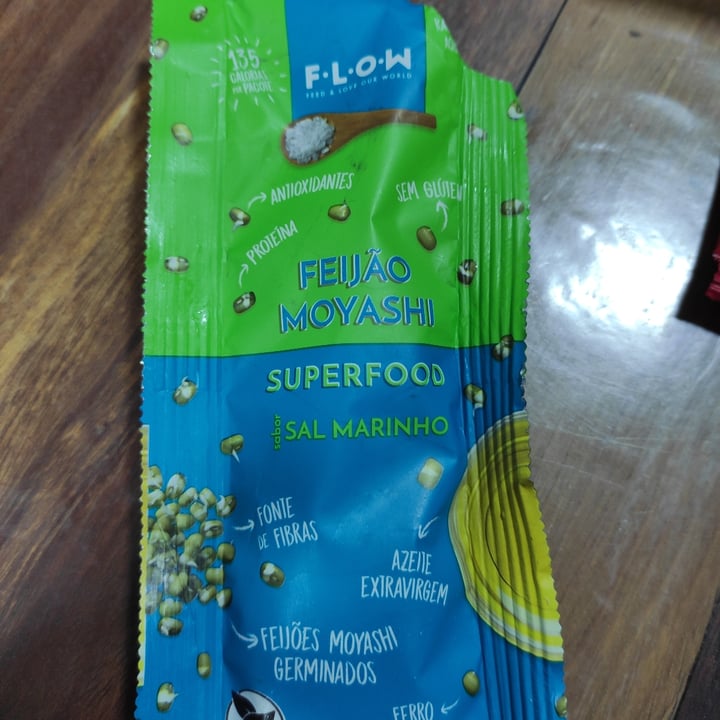 135
CALORIAS
POR PACOTE
F·L·O·W
FEED & LOVE OUR WORLD
ANTIOXIDANTES
SEM GLÚTEN
PROTEÍNA
FEIJÃO
MOYASHI
SUPERFOOD
sabor
SAL MARINHO
FONTE
DE FIBRAS
AZEITE
EXTRAVIRGEM
FEIJÕES MOYASHI
GERMINADOS
FERRO